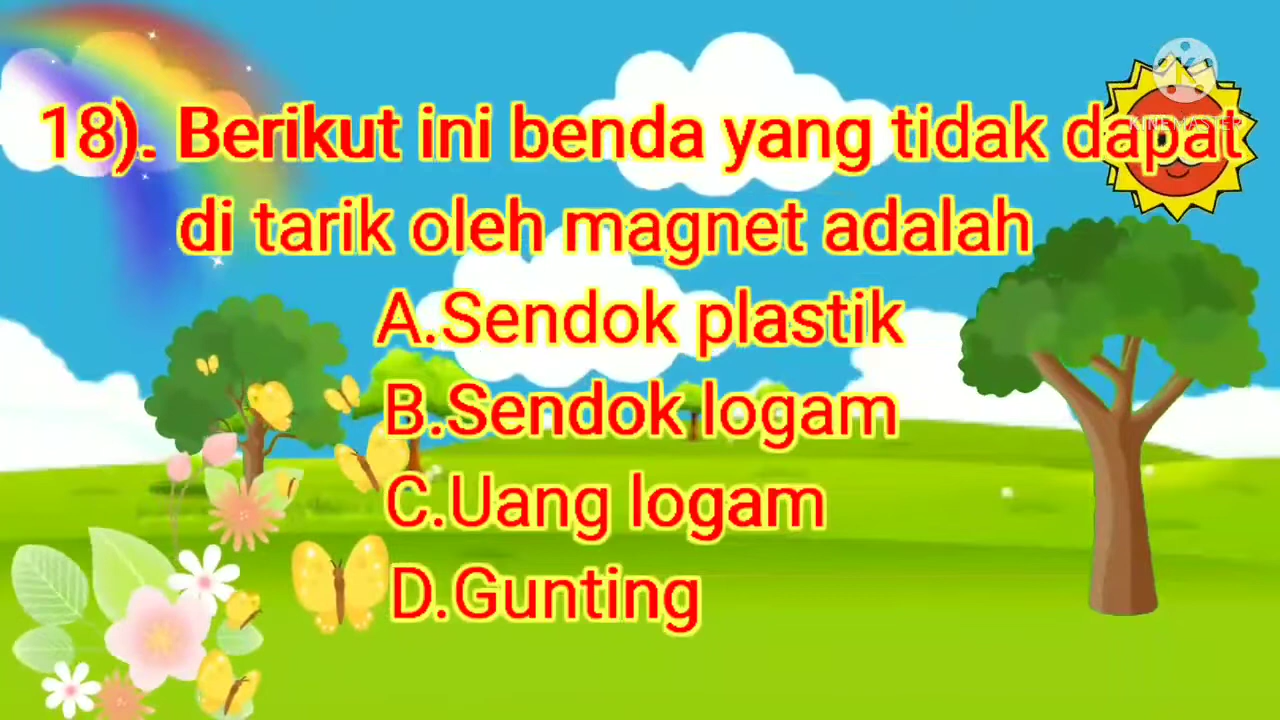 18). Berikut ini benda yang tidak dapat
di tarik oleh magnet adalah
A.Sendok plastik
B.Sendok logam
C.Uang logam
D.Gunting
KINEMASTER